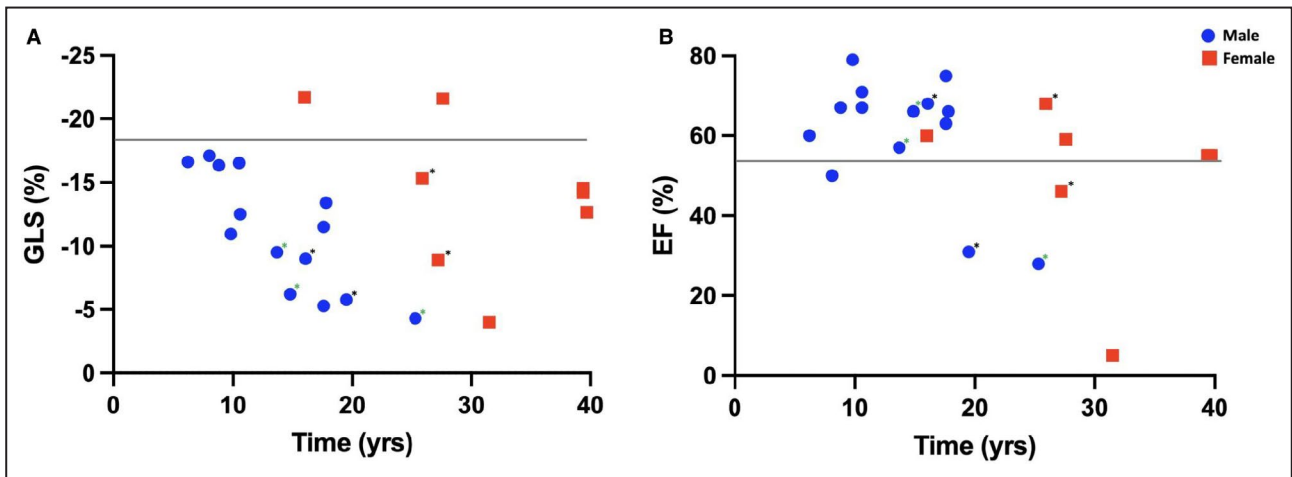 A
GLS (%)
-25
-20
-15
-10
-5
0
0 10 20 30 40
Time (yrs)
* * * * * * * *
B
Male
Female
EF (%)
80
60
40
20
0
0 10 20 30 40
Time (yrs)
* * * * * * *